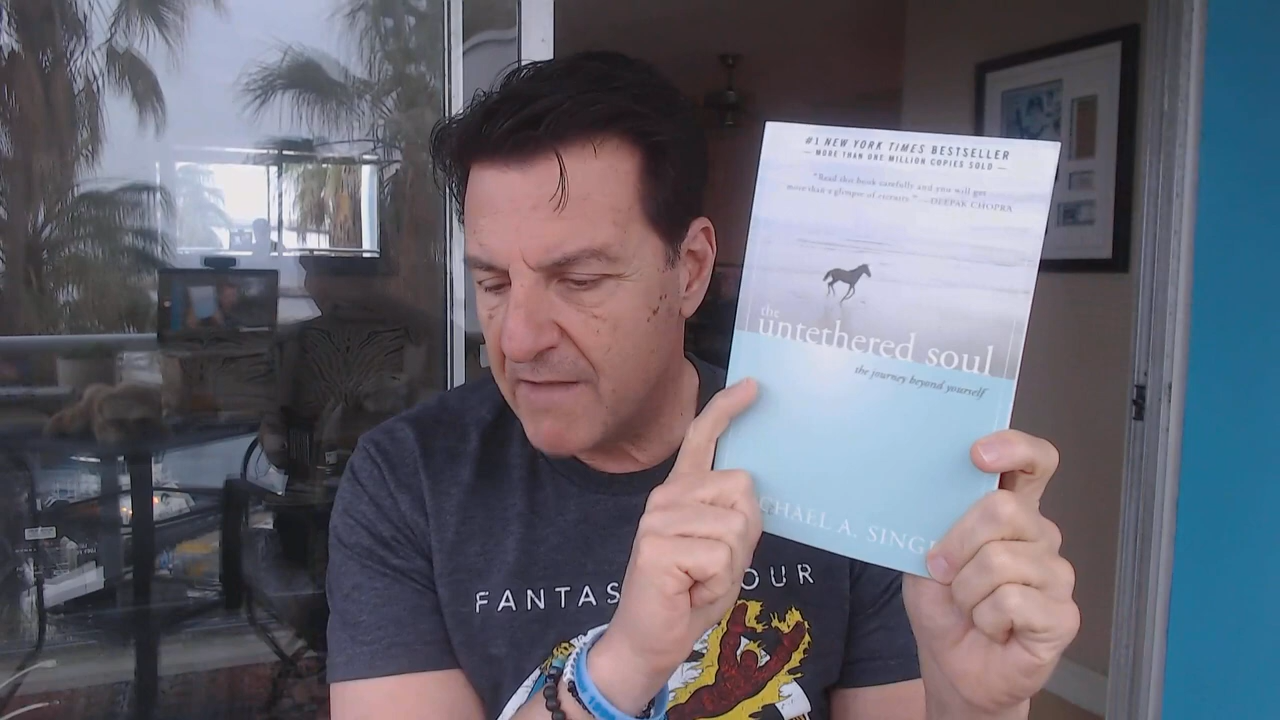 #1 NEW YORK TIMES BESTSELLER
— MORE THAN ONE MILLION COPIES SOLD —
"Read this book carefully and you will get
more than a glimpse of eternity." —DEEPAK CHOPRA
the
untethered soul
the journey beyond yourself
CHAEL A. SING
FANTAS OUR